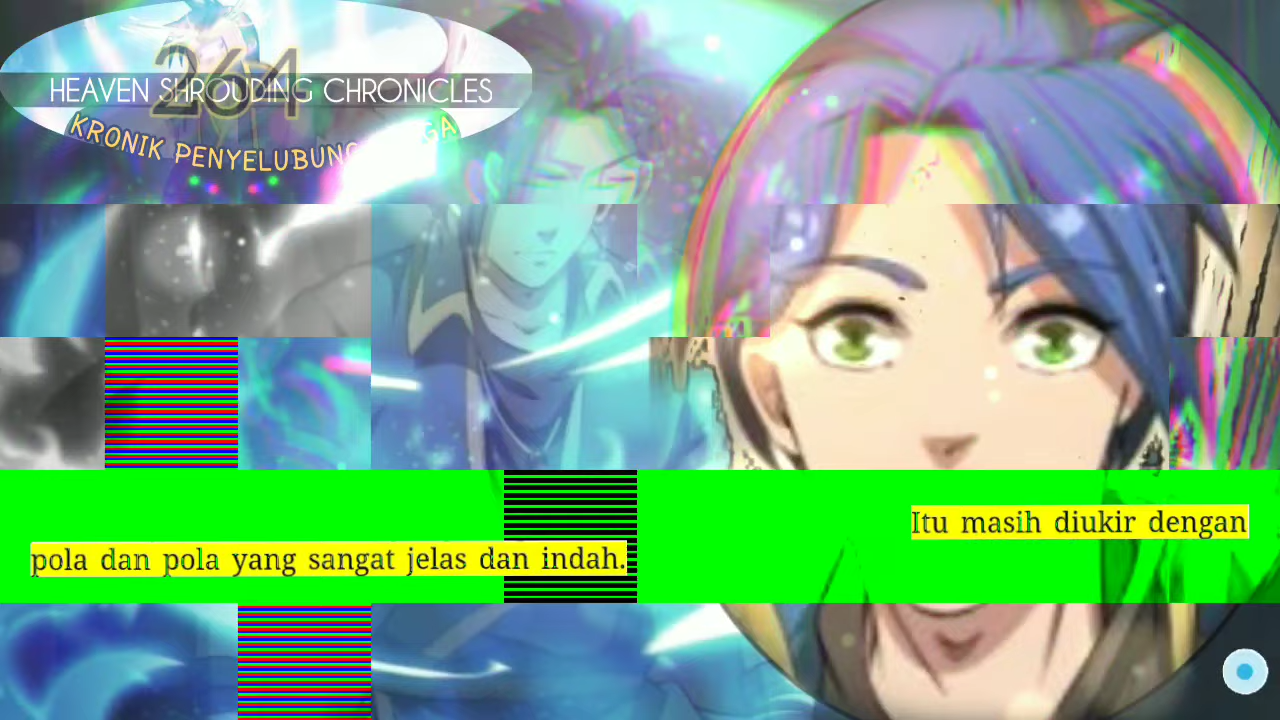 264
HEAVEN SHROUDING CHRONICLES
KRONIK PENYELUBUNG
Itu masih diukir dengan
pola dan pola yang sangat jelas dan indah.